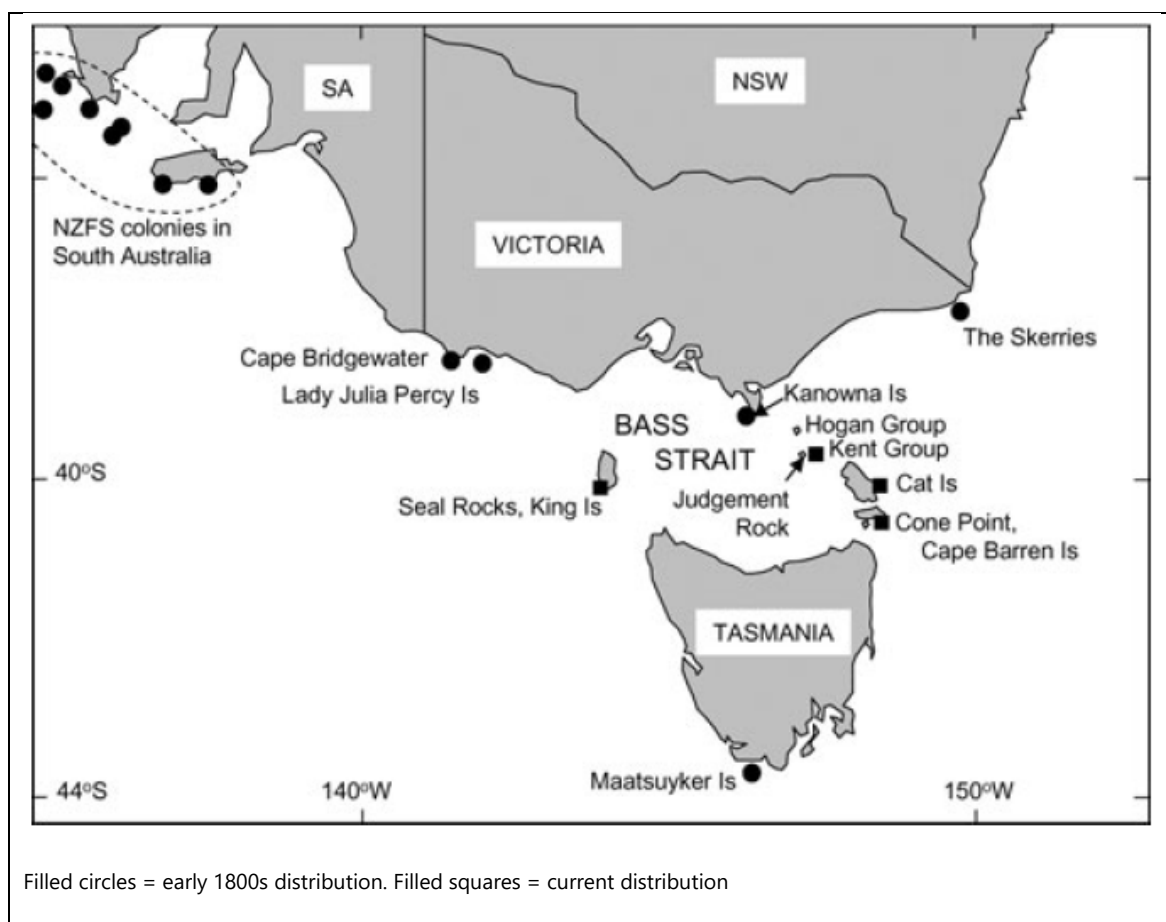 SA
NSW
NZFS colonies in
South Australia
VICTORIA
The Skerries
Cape Bridgewater
Lady Julia Percy Is
Kanowna Is
BASS
STRAIT
Hogan Group
Kent Group
40°S
Seal Rocks, King Is
Judgement
Rock
Cat Is
Cone Point,
Cape Barren Is
TASMANIA
Maatsuyker Is
44°S
140°W
150°W
Filled circles = early 1800s distribution. Filled squares = current distribution